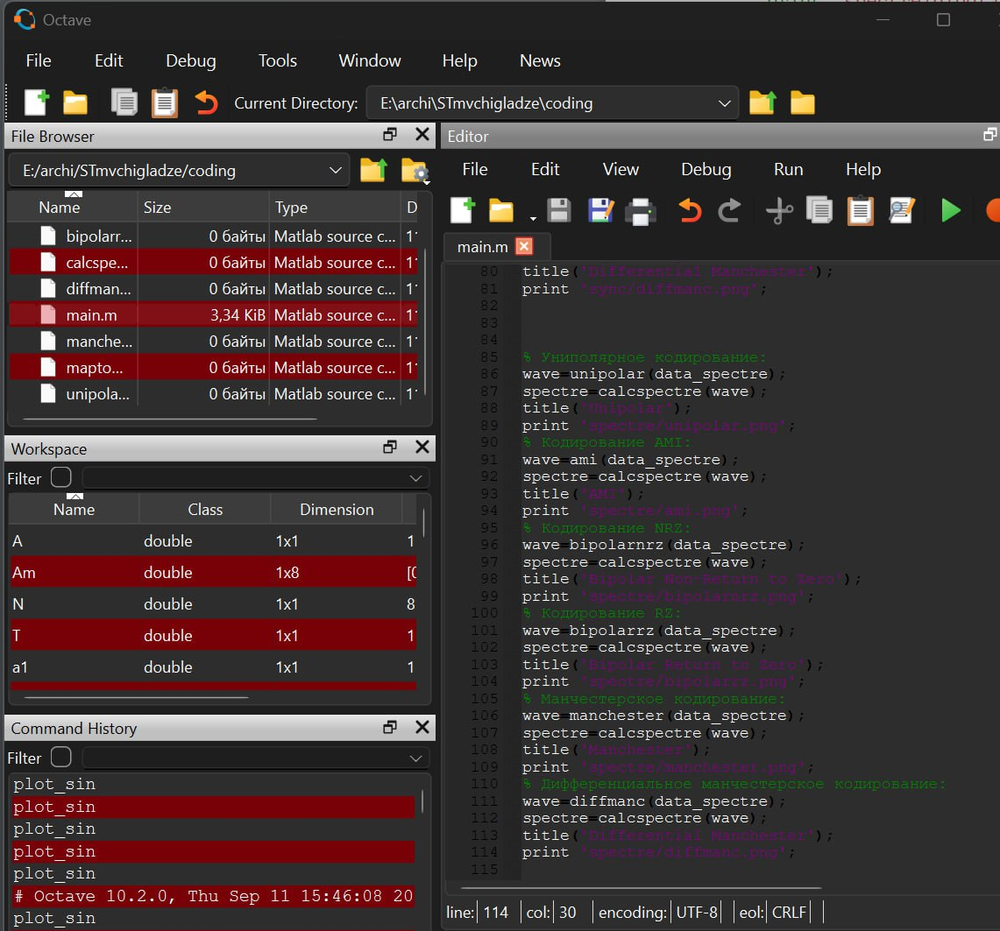 Octave
File Edit Debug Tools Window Help News
Current Directory: E:\archi\STmvchigladze\coding
File Browser
E:/archi/STmvchigladze/coding
Name Size Type D
bipolarr... 0 байты Matlab source c... 1
calcspe... 0 байты Matlab source c... 1
diffman... 0 байты Matlab source c... 1
main.m 3,34 KiB Matlab source c... 1
manche... 0 байты Matlab source c... 1
mapto... 0 байты Matlab source c... 1
unipola... 0 байты Matlab source c... 1
Workspace
Filter
Name Class Dimension
A double 1x1 1
Am double 1x8 [0
N double 1x1 8
T double 1x1 1
a1 double 1x1 1
Command History
Filter
plot_sin
plot_sin
plot_sin
plot_sin
plot_sin
# Octave 10.2.0, Thu Sep 11 15:46:08 20
plot_sin
Editor
File Edit View Debug Run Help
main.m
80 title('Differential Manchester');
81 print 'sync/diffmanc.png';
82
83
84
85 % Униполярное кодирование:
86 wave=unipolar(data_spectre);
87 spectre=calcspectre(wave);
88 title('Unipolar');
89 print 'spectre/unipolar.png';
90 % Кодирование AMI:
91 wave=ami(data_spectre);
92 spectre=calcspectre(wave);
93 title('AMI');
94 print 'spectre/ami.png';
95 % Кодирование NRZ:
96 wave=bipolarnrz(data_spectre);
97 spectre=calcspectre(wave);
98 title('Bipolar Non-Return to Zero');
99 print 'spectre/bipolarnrz.png';
100 % Кодирование RZ:
101 wave=bipolarrz(data_spectre);
102 spectre=calcspectre(wave);
103 title('Bipolar Return to Zero');
104 print 'spectre/bipolarrz.png';
105 % Манчестерское кодирование:
106 wave=manchester(data_spectre);
107 spectre=calcspectre(wave);
108 title('Manchester');
109 print 'spectre/manchester.png';
110 % Дифференциальное манчестерское кодирование:
111 wave=diffmanc(data_spectre);
112 spectre=calcspectre(wave);
113 title('Differential Manchester');
114 print 'spectre/diffmanc.png';
115
line: 114 col: 30 encoding: UTF-8 eol: CRLF